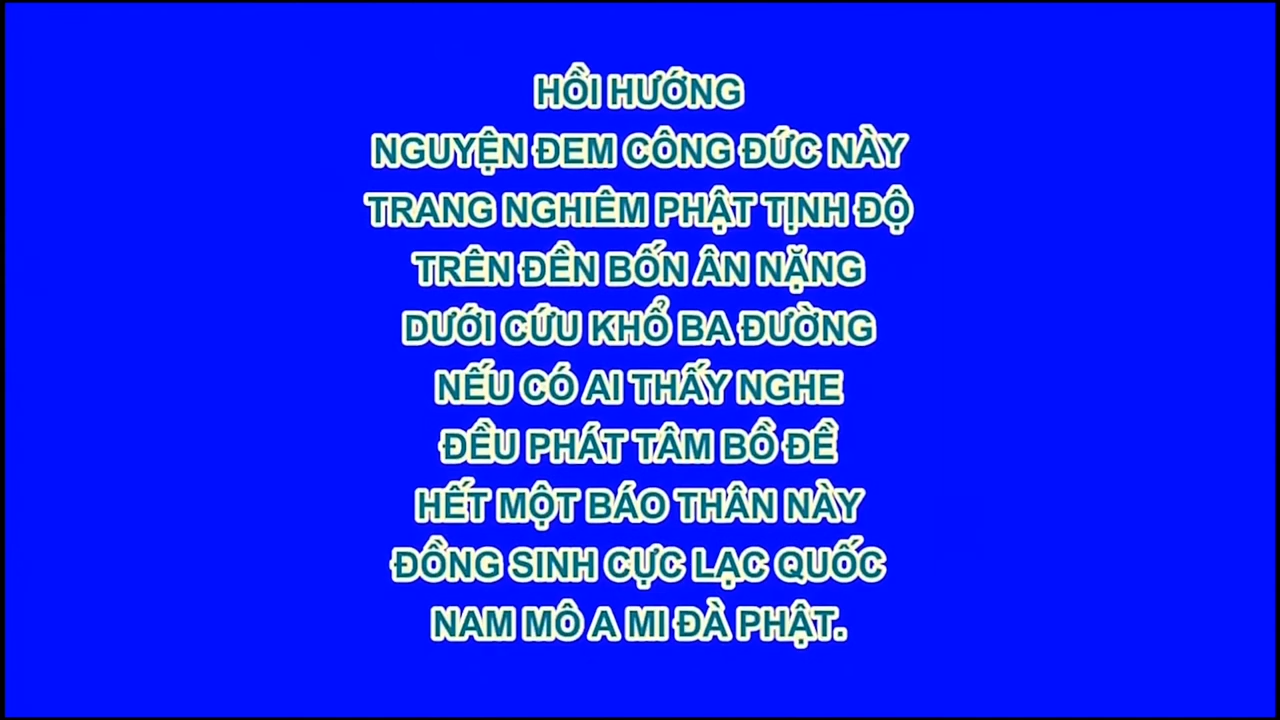 HỒI HƯỚNG
NGUYỆN ĐEM CÔNG ĐỨC NÀY
TRANG NGHIÊM PHẬT TỊNH ĐỘ
TRÊN ĐỀN BỐN ÂN NẶNG
DƯỚI CỨU KHỔ BA ĐƯỜNG
NẾU CÓ AI THẤY NGHE
ĐỀU PHÁT TÂM BỒ ĐỀ
HẾT MỘT BÁO THÂN NÀY
ĐỒNG SINH CỰC LẠC QUỐC
NAM MÔ A MI ĐÀ PHẬT.